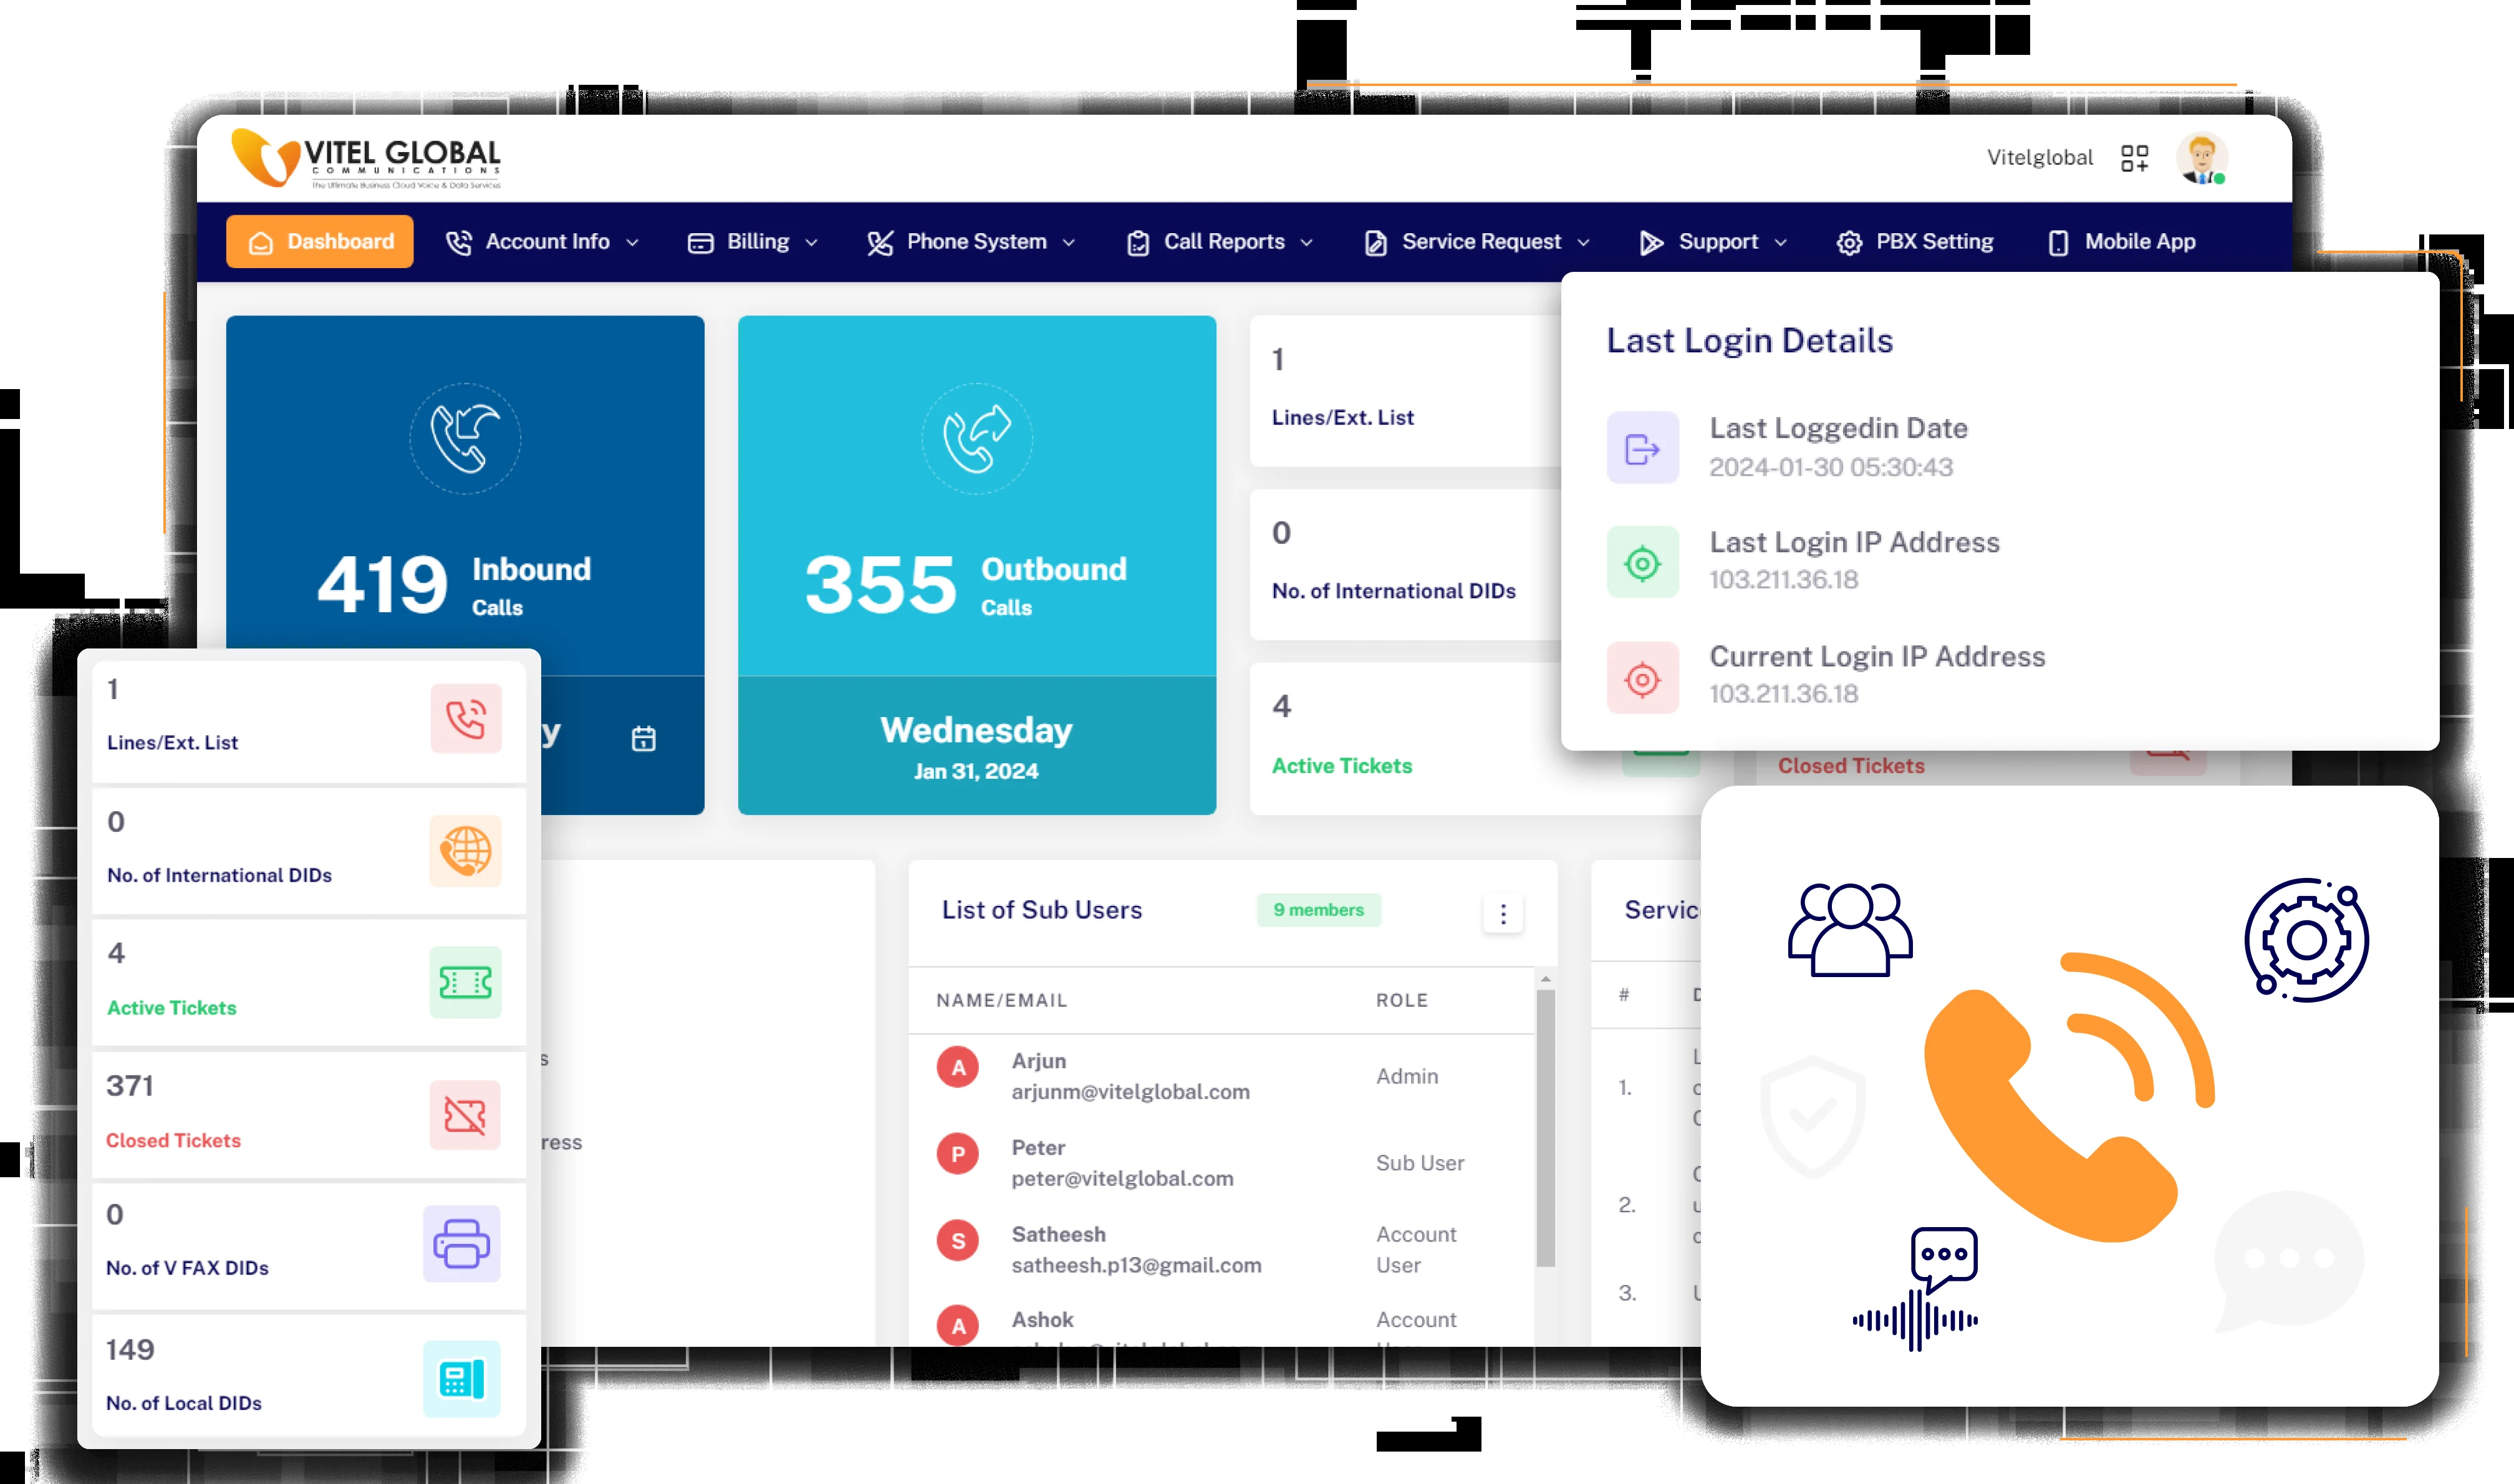 VITEL GLOBAL
COMMUNICATIONS
The Ultimate Business Cloud Voice & Data Services
Vitelglobal
Dashboard
Account Info
Billing
Phone System
Call Reports
Service Request
Support
PBX Setting
Mobile App
419 Inbound
Calls
355 Outbound
Calls
Wednesday
Jan 31, 2024
1
Lines/Ext. List
0
No. of International DIDs
4
Active Tickets
Closed Tickets
Last Login Details
Last Loggedin Date
2024-01-30 05:30:43
Last Login IP Address
103.211.36.18
Current Login IP Address
103.211.36.18
1
Lines/Ext. List
0
No. of International DIDs
4
Active Tickets
371
Closed Tickets
0
No. of V FAX DIDs
149
No. of Local DIDs
List of Sub Users
9 members
NAME/EMAIL ROLE
A
Arjun
arjunm@vitelglobal.com
Admin
P
Peter
peter@vitelglobal.com
Sub User
S
Satheesh
satheesh.p13@gmail.com
Account
User
A
Ashok
Account
#
1.
2.
3.